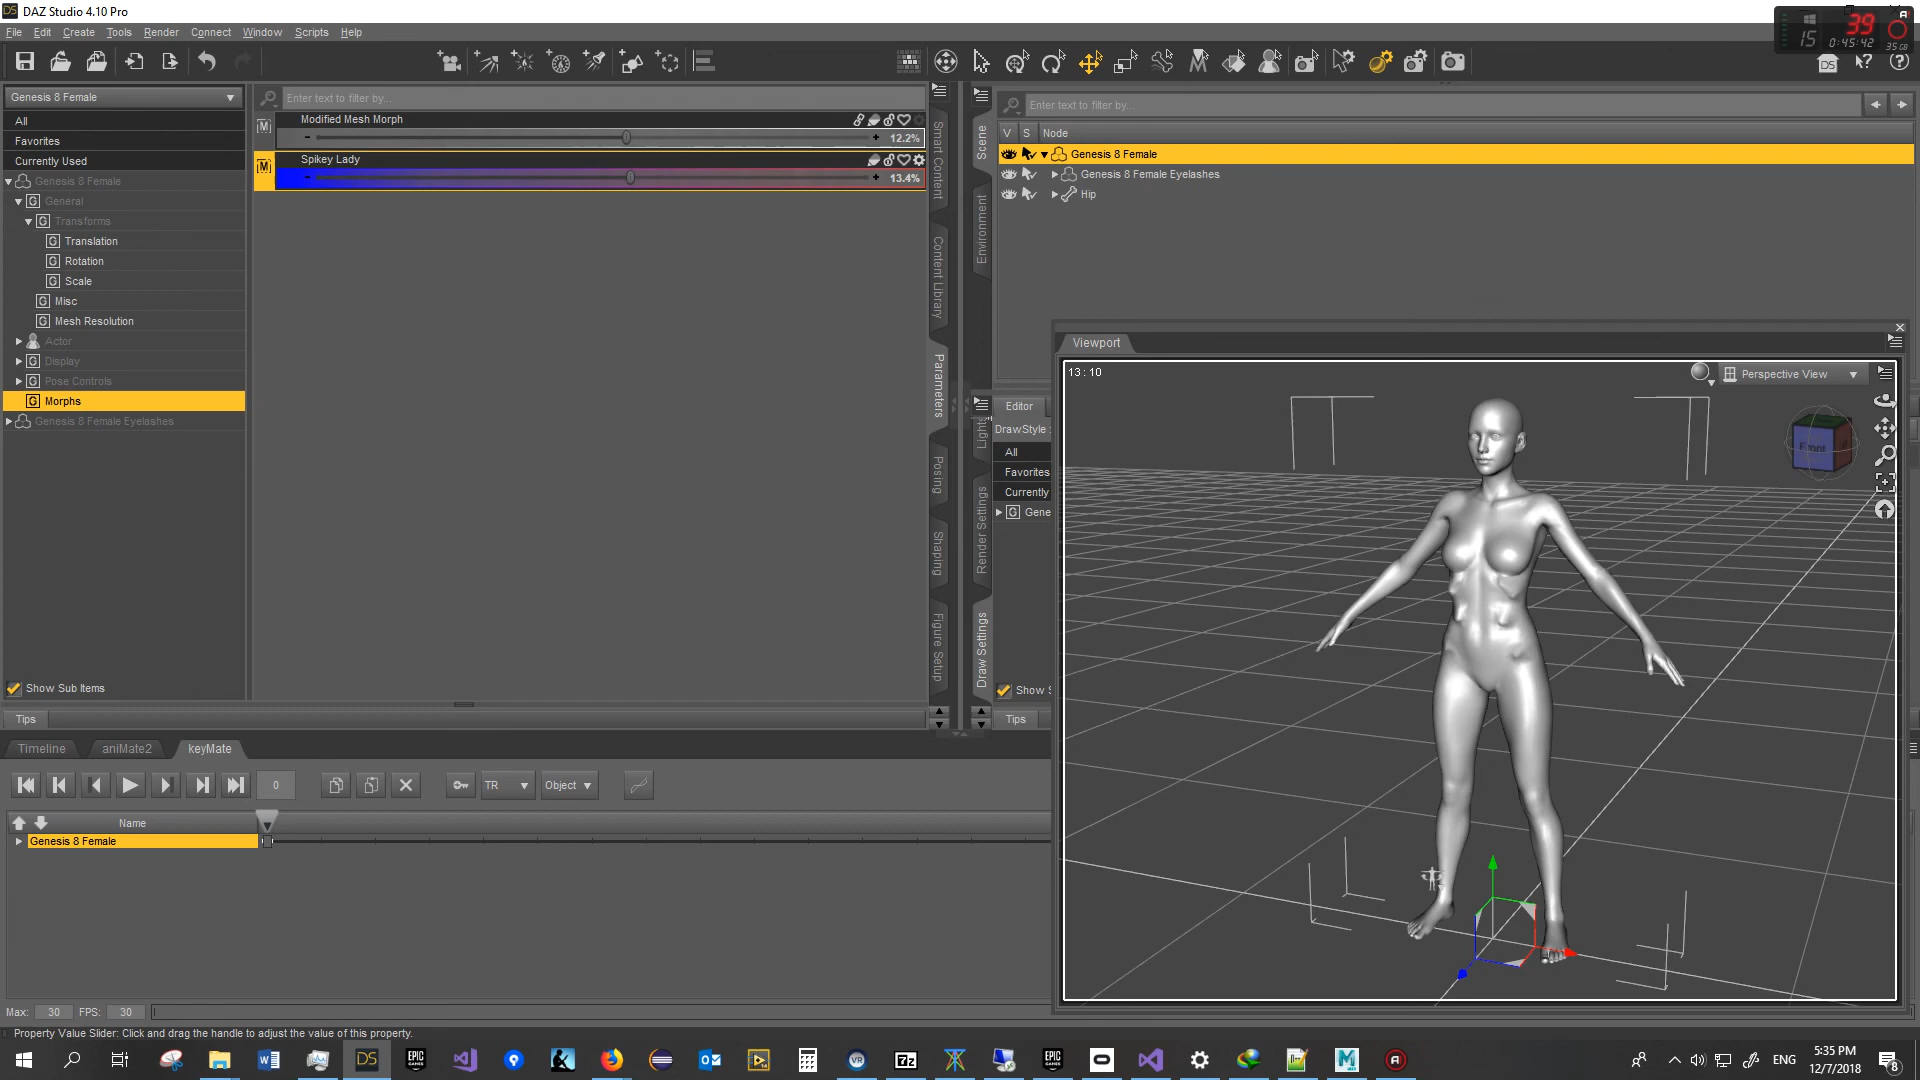 DAZ Studio 4.10 Pro
File Edit Create Tools Render Connect Window Scripts Help
39
15 0:45:42 35 GB
Genesis 8 Female
Enter text to filter by...
All
Favorites
Currently Used
Genesis 8 Female
General
Transforms
Translation
Rotation
Scale
Misc
Mesh Resolution
Actor
Display
Pose Controls
Morphs
Genesis 8 Female Eyelashes
Show Sub Items
Tips
Modified Mesh Morph
12.2%
Spikey Lady
13.4%
Smart Content
Content Library
Parameters
Posing
Shaping
Figure Setup
Scene
Environment
Lights
Render Settings
Draw Settings
Enter text to filter by...
V S Node
Genesis 8 Female
Genesis 8 Female Eyelashes
Hip
Editor
DrawStyle :
All
Favorites
Currently
Gene
Show S
Tips
Viewport
13 : 10
Perspective View
Front
Timeline aniMate2 keyMate
0 TR Object
Name
Genesis 8 Female
Max: 30 FPS: 30
Property Value Slider: Click and drag the handle to adjust the value of this property.
ENG
5:35 PM
12/7/2018
8